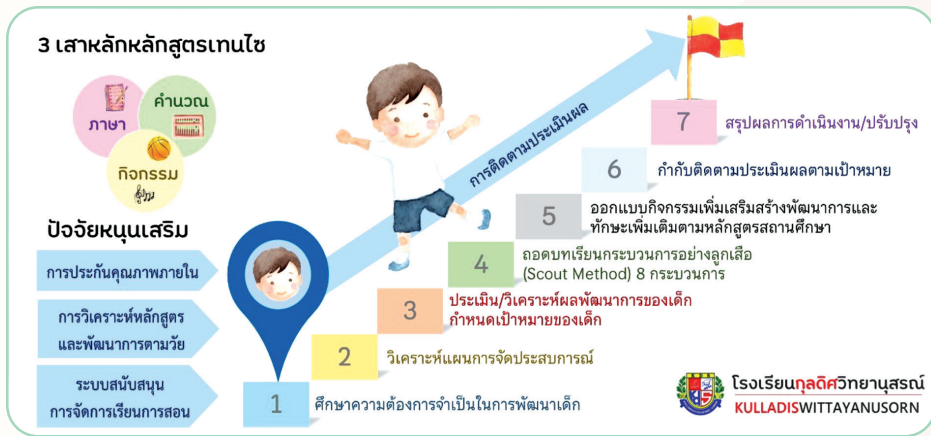 3 เสาหลักหลักสูตรเทนไซ
ภาษา
คำนวณ
กิจกรรม
ปัจจัยหนุนเสริม
การประกันคุณภาพภายใน
การวิเคราะห์หลักสูตร
และพัฒนาการตามวัย
ระบบสนับสนุน
การจัดการเรียนการสอน
การติดตามประเมินผล
7
สรุปผลการดำเนินงาน/ปรับปรุง
6
กำกับติดตามประเมินผลตามเป้าหมาย
5
ออกแบบกิจกรรมเพิ่มเสริมสร้างพัฒนาการและ
ทักษะเพิ่มเติมตามหลักสูตรสถานศึกษา
4
ถอดบทเรียนกระบวนการอย่างลูกเสือ
(Scout Method) 8 กระบวนการ
3
ประเมิน/วิเคราะห์ผลพัฒนาการของเด็ก
กำหนดเป้าหมายของเด็ก
2
วิเคราะห์แผนการจัดประสบการณ์
1
ศึกษาความต้องการจำเป็นในการพัฒนาเด็ก
โรงเรียนกุลดิศวิทยานุสรณ์
KULLADISWITTAYANUSORN